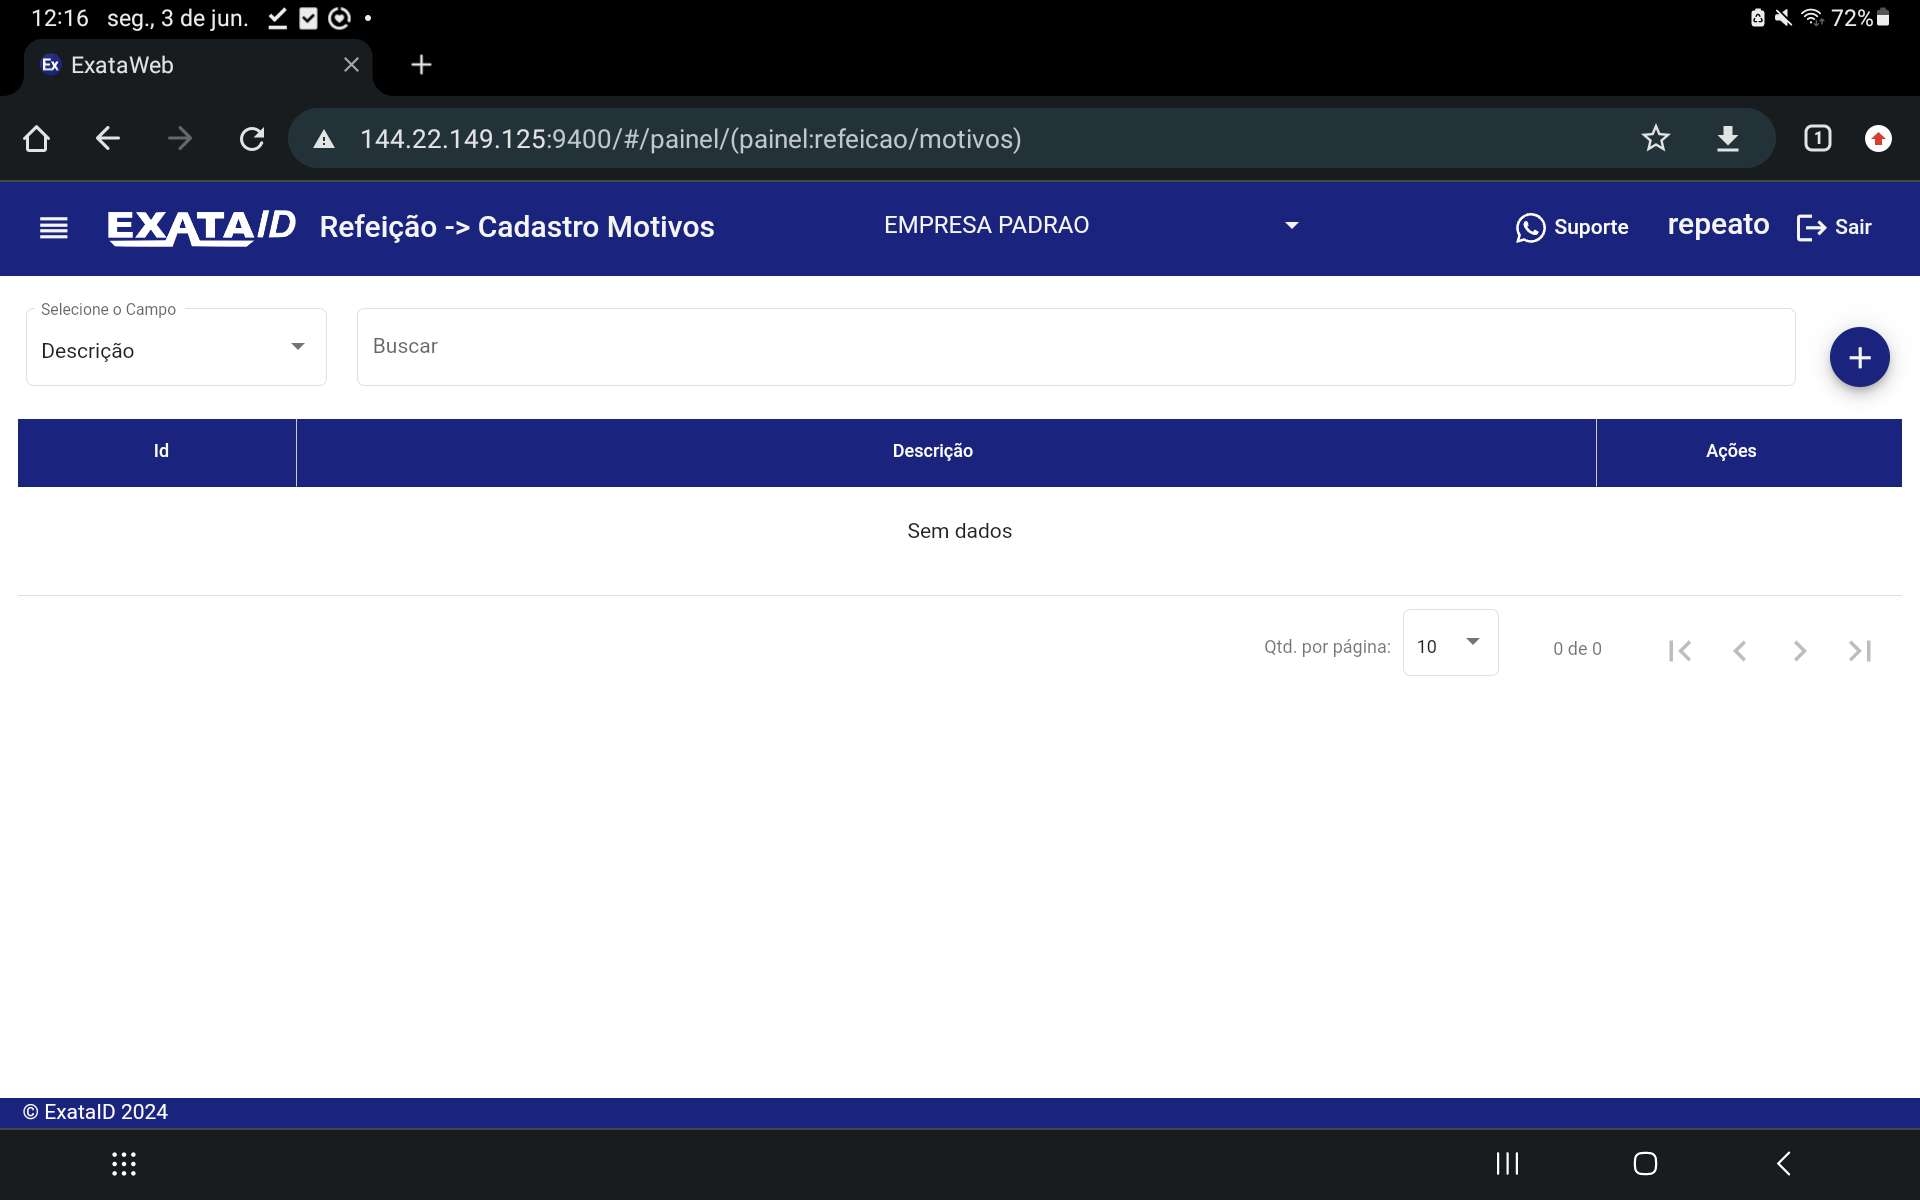 12:16 seg., 3 de jun. 72%
Ex ExataWeb
144.22.149.125:9400/#/painel/(painel:refeicao/motivos) 1
EXATAID Refeição -> Cadastro Motivos EMPRESA PADRAO Suporte repeato Sair
Selecione o Campo
Descrição Buscar
Id Descrição Ações
Sem dados
Qtd. por página: 10 0 de 0
© ExataID 2024